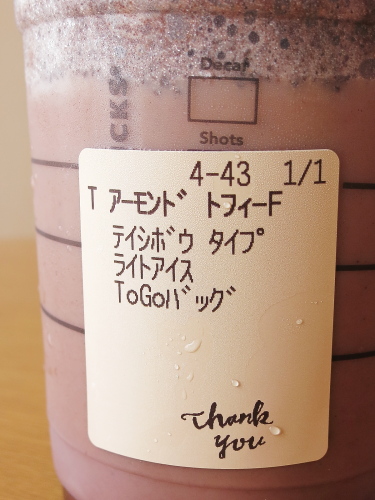 Decaf
Shots
4-43 1/1
T アーモンド トフィーF
テインボウ タイプ
ライトアイス
ToGoバッグ
thank
you